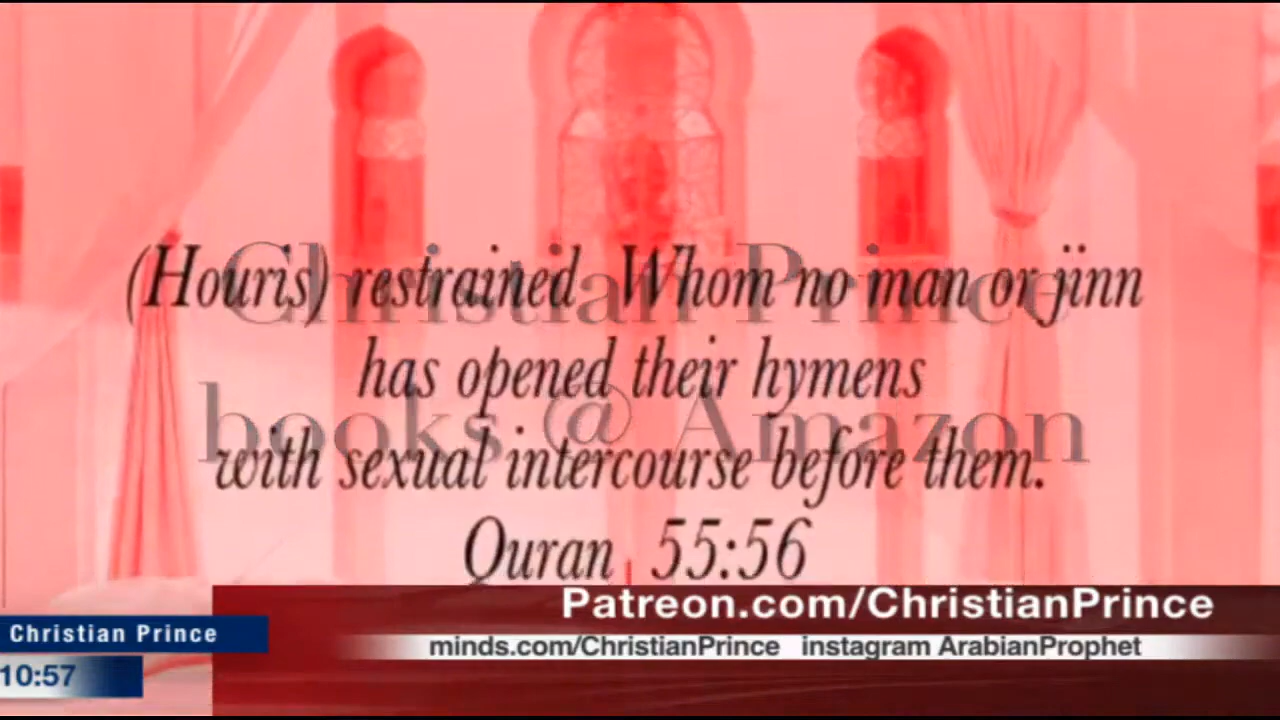 (Houris) restrained Whom no man or jinn
has opened their hymens
with sexual intercourse before them.
Quran 55:56
Christian Prince
books @ Amazon
Patreon.com/ChristianPrince
minds.com/ChristianPrince instagram ArabianProphet
Christian Prince
10:57